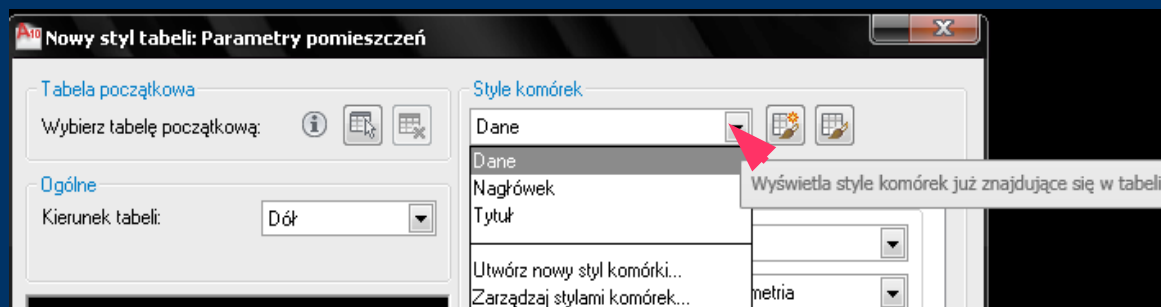 A10 Nowy styl tabeli: Parametry pomieszczeń
Tabela początkowa
Wybierz tabelę początkową:
Ogólne
Kierunek tabeli:
Dół
Style komórek
Dane
Dane
Nagłówek
Tytuł
Utwórz nowy styl komórki...
Zarządzaj stylami komórek...
Wyświetla style komórek już znajdujące się w tabeli
metria